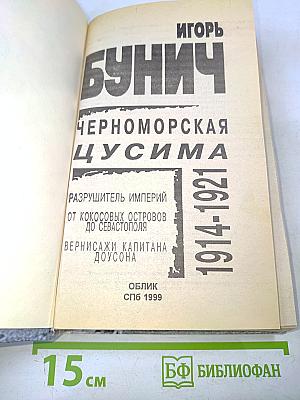 ИГОРЬ
БУНИЧ
ЧЕРНОМОРСКАЯ
ЦУСИМА
1914-1921
РАЗРУШИТЕЛЬ ИМПЕРИЙ
ОТ КОКОСОВЫХ ОСТРОВОВ
ДО СЕВАСТОПОЛЯ
ВЕРНИСАЖИ КАПИТАНА
ДОУСОНА
ОБЛИК
СПб 1999
15 см
БФ БИБЛИОФАН